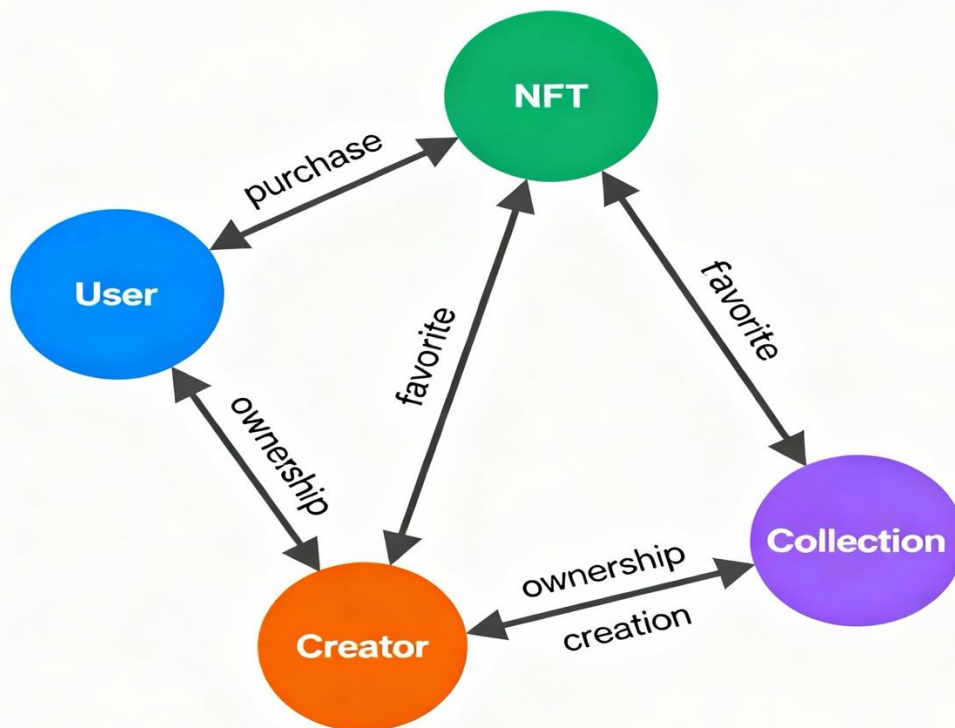 NFT
purchase
User
favorite
favorite
ownership
Collection
ownership
creation
Creator